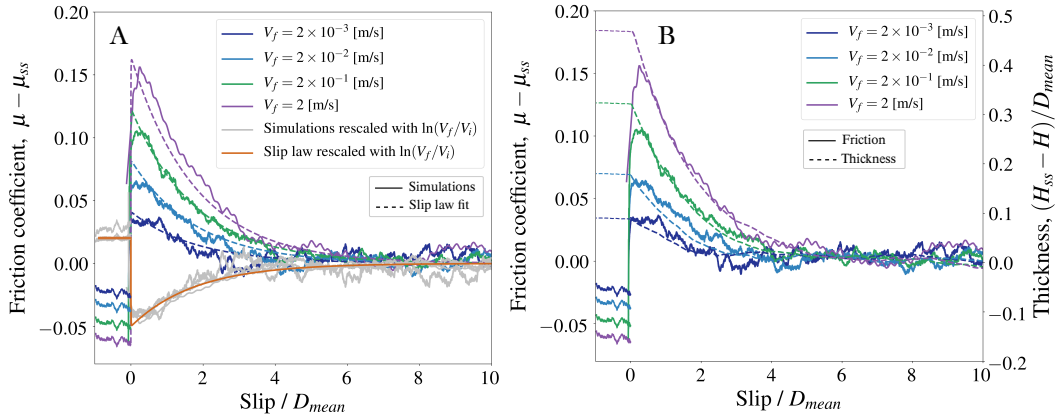 A
V_f = 2 × 10⁻³ [m/s]
V_f = 2 × 10⁻² [m/s]
V_f = 2 × 10⁻¹ [m/s]
V_f = 2 [m/s]
Simulations rescaled with ln(V_f/V_i)
Slip law rescaled with ln(V_f/V_i)
Simulations
Slip law fit
Friction coefficient, μ − μ_ss
0.20
0.15
0.10
0.05
0.00
−0.05
0
2
4
6
8
10
Slip / D_mean
B
V_f = 2 × 10⁻³ [m/s]
V_f = 2 × 10⁻² [m/s]
V_f = 2 × 10⁻¹ [m/s]
V_f = 2 [m/s]
Friction
Thickness
Friction coefficient, μ − μ_ss
0.20
0.15
0.10
0.05
0.00
−0.05
0
2
4
6
8
10
Slip / D_mean
0.5
0.4
0.3
0.2
0.1
0.0
−0.1
−0.2
Thickness, (H_ss − H)/D_mean